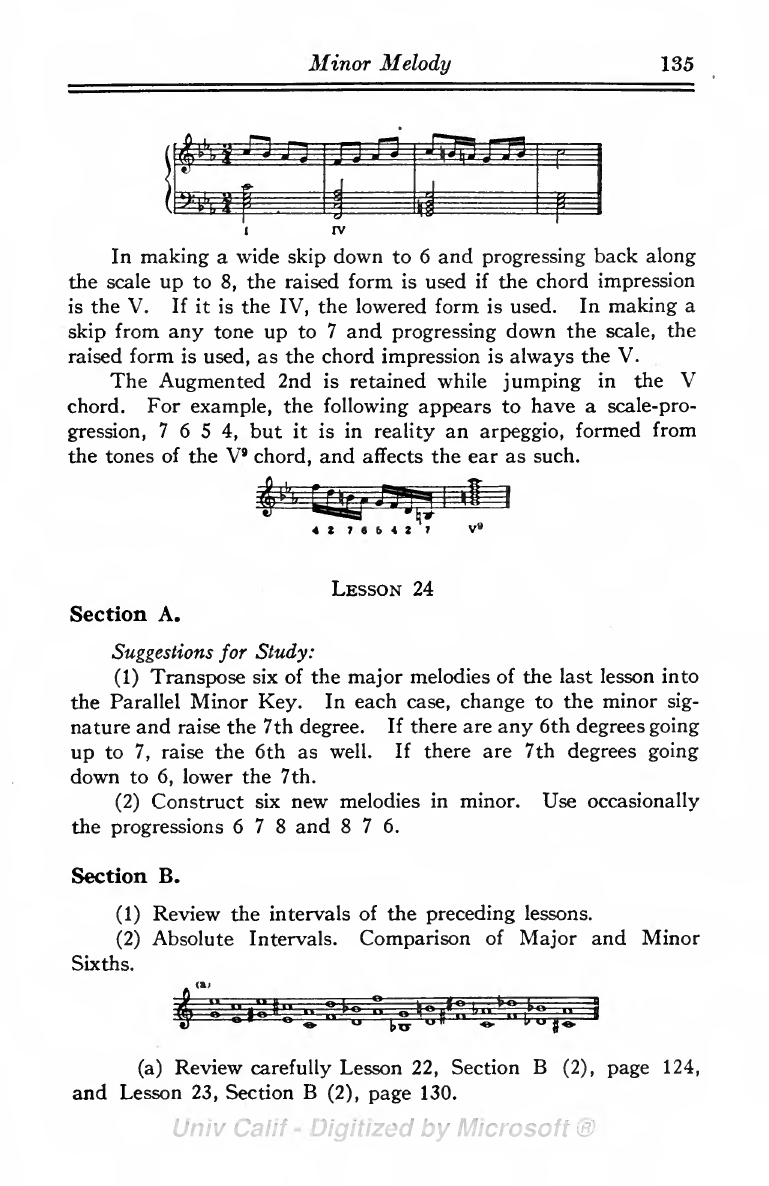 Minor Melody 135
I IV
In making a wide skip down to 6 and progressing back along
the scale up to 8, the raised form is used if the chord impression
is the V. If it is the IV, the lowered form is used. In making a
skip from any tone up to 7 and progressing down the scale, the
raised form is used, as the chord impression is always the V.
The Augmented 2nd is retained while jumping in the V
chord. For example, the following appears to have a scale-pro-
gression, 7 6 5 4, but it is in reality an arpeggio, formed from
the tones of the V⁹ chord, and affects the ear as such.
4 2 7 6 5 4 2 7 V⁹
Lesson 24
Section A.
Suggestions for Study:
(1) Transpose six of the major melodies of the last lesson into
the Parallel Minor Key. In each case, change to the minor sig-
nature and raise the 7th degree. If there are any 6th degrees going
up to 7, raise the 6th as well. If there are 7th degrees going
down to 6, lower the 7th.
(2) Construct six new melodies in minor. Use occasionally
the progressions 6 7 8 and 8 7 6.
Section B.
(1) Review the intervals of the preceding lessons.
(2) Absolute Intervals. Comparison of Major and Minor
Sixths.
(a)
(a) Review carefully Lesson 22, Section B (2), page 124,
and Lesson 23, Section B (2), page 130.
Univ Calif - Digitized by Microsoft ®